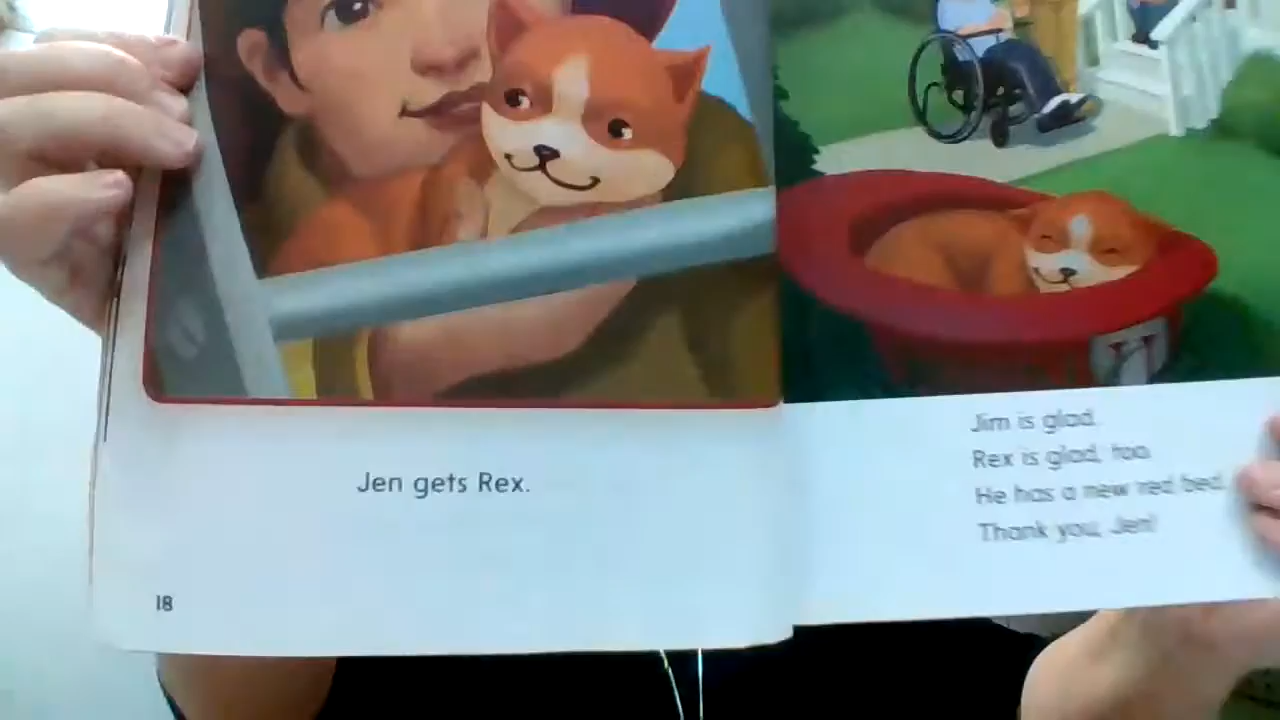 Jen gets Rex.
18
Jim is glad.
Rex is glad, too.
He has a new red bed.
Thank you, Jen!